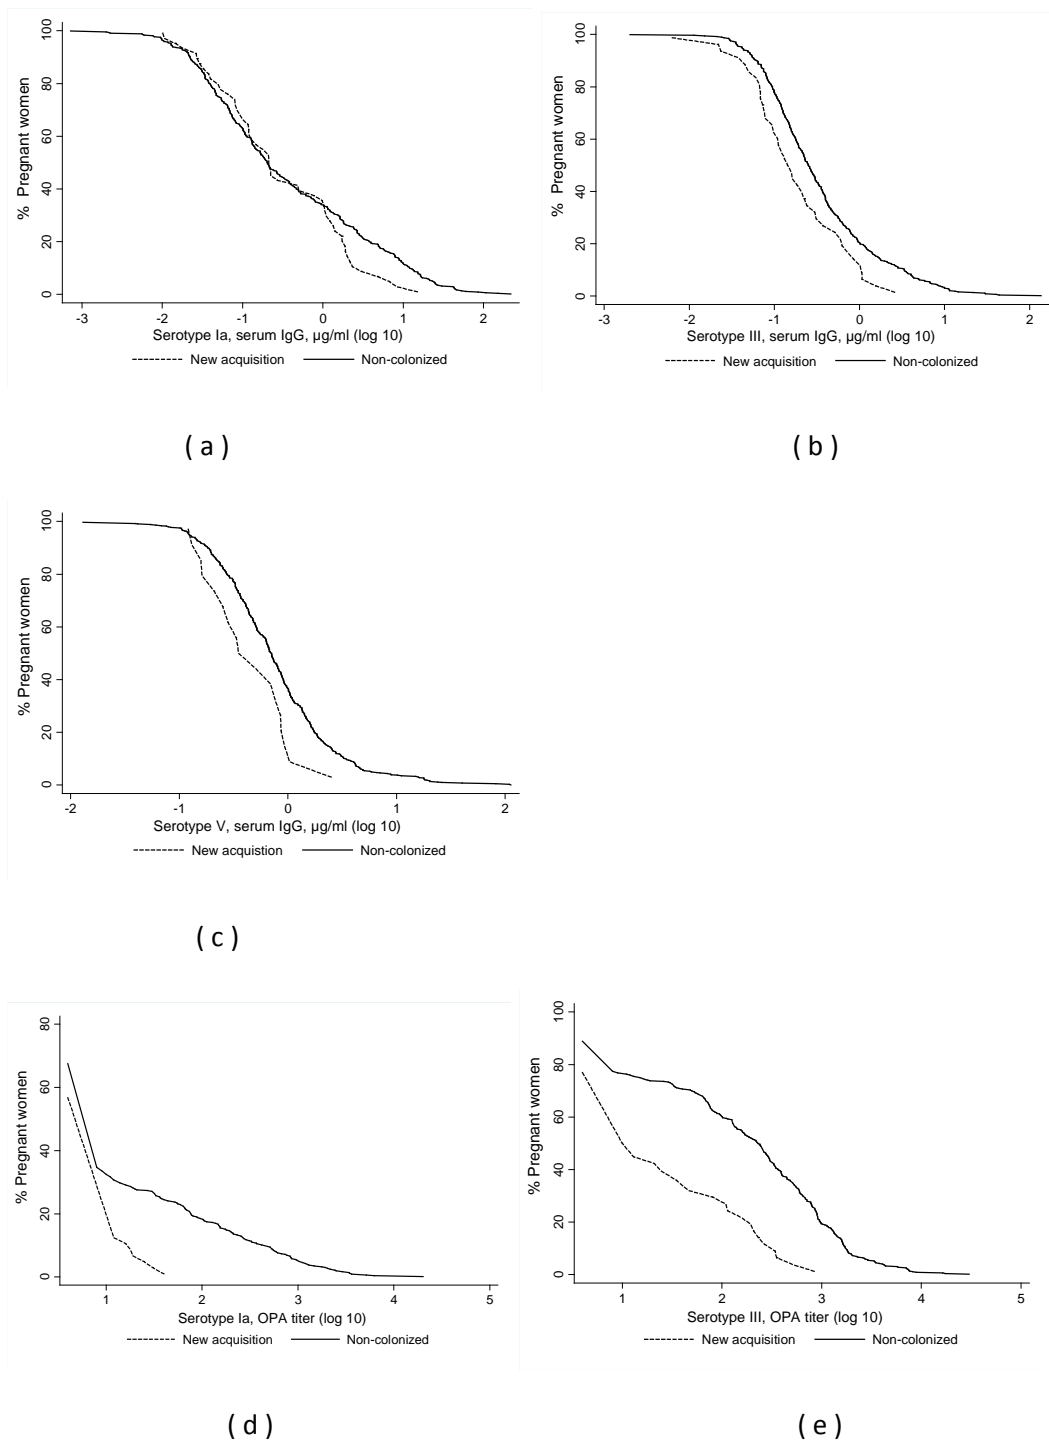 100
80
60
40
20
0
% Pregnant women
-3 -2 -1 0 1 2
Serotype Ia, serum IgG, µg/ml (log 10)
New acquisition Non-colonized
( a )
100
80
60
40
20
0
% Pregnant women
-3 -2 -1 0 1 2
Serotype III, serum IgG, µg/ml (log 10)
New acquisition Non-colonized
( b )
100
80
60
40
20
0
% Pregnant women
-2 -1 0 1 2
Serotype V, serum IgG, µg/ml (log 10)
New acquistion Non-colonized
( c )
80
60
40
20
0
% Pregnant women
1 2 3 4 5
Serotype Ia, OPA titer (log 10)
New acquisition Non-colonized
( d )
100
80
60
40
20
0
% Pregnant women
1 2 3 4 5
Serotype III, OPA titer (log 10)
New acquisition Non-colonized
( e )